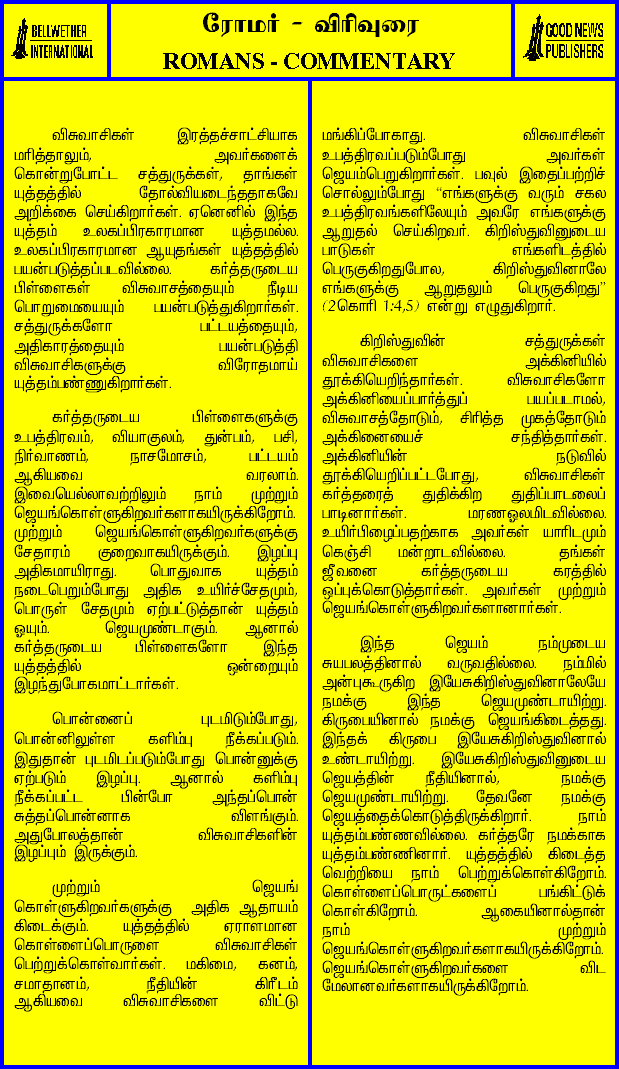 BELLWETHER
INTERNATIONAL
ரோமர் - விரிவுரை
ROMANS - COMMENTARY
GOOD NEWS
PUBLISHERS
விசுவாசிகள் இரத்தச்சாட்சியாக
மரித்தாலும், அவர்களைக்
கொன்றுபோட்ட சத்துருக்கள், தாங்கள்
யுத்தத்தில் தோல்வியடைந்ததாகவே
அறிக்கை செய்கிறார்கள். ஏனெனில் இந்த
யுத்தம் உலகப்பிரகாரமான யுத்தமல்ல.
உலகப்பிரகாரமான ஆயுதங்கள் யுத்தத்தில்
பயன்படுத்தப்படவில்லை. கர்த்தருடைய
பிள்ளைகள் விசுவாசத்தையும் நீடிய
பொறுமையையும் பயன்படுத்துகிறார்கள்.
சத்துருக்களோ பட்டயத்தையும்,
அதிகாரத்தையும் பயன்படுத்தி
விசுவாசிகளுக்கு விரோதமாய்
யுத்தம்பண்ணுகிறார்கள்.
கர்த்தருடைய பிள்ளைகளுக்கு
உபத்திரவம், வியாகுலம், துன்பம், பசி,
நிர்வாணம், நாசமோசம், பட்டயம்
ஆகியவை வரலாம்.
இவையெல்லாவற்றிலும் நாம் முற்றும்
ஜெயங்கொள்ளுகிறவர்களாகயிருக்கிறோம்.
முற்றும் ஜெயங்கொள்ளுகிறவர்களுக்கு
சேதாரம் குறைவாகயிருக்கும். இழப்பு
அதிகமாயிராது. பொதுவாக யுத்தம்
நடைபெறும்போது அதிக உயிர்ச்சேதமும்,
பொருள் சேதமும் ஏற்பட்டுத்தான் யுத்தம்
ஓயும். ஜெயமுண்டாகும். ஆனால்
கர்த்தருடைய பிள்ளைகளோ இந்த
யுத்தத்தில் ஒன்றையும்
இழந்துபோகமாட்டார்கள்.
பொன்னைப் புடமிடும்போது,
பொன்னிலுள்ள களிம்பு நீக்கப்படும்.
இதுதான் புடமிடப்படும்போது பொன்னுக்கு
ஏற்படும் இழப்பு. ஆனால் களிம்பு
நீக்கப்பட்ட பின்போ அந்தப்பொன்
சுத்தப்பொன்னாக விளங்கும்.
அதுபோலத்தான் விசுவாசிகளின்
இழப்பும் இருக்கும்.
முற்றும் ஜெயங்
கொள்ளுகிறவர்களுக்கு அதிக ஆதாயம்
கிடைக்கும். யுத்தத்தில் ஏராளமான
கொள்ளைப்பொருளை விசுவாசிகள்
பெற்றுக்கொள்வார்கள். மகிமை, கனம்,
சமாதானம், நீதியின் கிரீடம்
ஆகியவை விசுவாசிகளை விட்டு
மங்கிப்போகாது. விசுவாசிகள்
உபத்திரவப்படும்போது அவர்கள்
ஜெயம்பெறுகிறார்கள். பவுல் இதைப்பற்றிச்
சொல்லும்போது “எங்களுக்கு வரும் சகல
உபத்திரவங்களிலேயும் அவரே எங்களுக்கு
ஆறுதல் செய்கிறவர். கிறிஸ்துவினுடைய
பாடுகள் எங்களிடத்தில்
பெருகுகிறதுபோல, கிறிஸ்துவினாலே
எங்களுக்கு ஆறுதலும் பெருகுகிறது”
(2கொரி 1:4,5) என்று எழுதுகிறார்.
கிறிஸ்துவின் சத்துருக்கள்
விசுவாசிகளை அக்கினியில்
தூக்கியெறிந்தார்கள். விசுவாசிகளோ
அக்கினியைப்பார்த்துப் பயப்படாமல்,
விசுவாசத்தோடும், சிரித்த முகத்தோடும்
அக்கினையைச் சந்தித்தார்கள்.
அக்கினியின் நடுவில்
தூக்கியெறிப்பட்டபோது, விசுவாசிகள்
கர்த்தரைத் துதிக்கிற துதிப்பாடலைப்
பாடினார்கள். மரணஓலமிடவில்லை.
உயிர்பிழைப்பதற்காக அவர்கள் யாரிடமும்
கெஞ்சி மன்றாடவில்லை. தங்கள்
ஜீவனை கர்த்தருடைய கரத்தில்
ஒப்புக்கொடுத்தார்கள். அவர்கள் முற்றும்
ஜெயங்கொள்ளுகிறவர்களானார்கள்.
இந்த ஜெயம் நம்முடைய
சுயபலத்தினால் வருவதில்லை. நம்மில்
அன்புகூருகிற இயேசுகிறிஸ்துவினாலேயே
நமக்கு இந்த ஜெயமுண்டாயிற்று.
கிருபையினால் நமக்கு ஜெயங்கிடைத்தது.
இந்தக் கிருபை இயேசுகிறிஸ்துவினால்
உண்டாயிற்று. இயேசுகிறிஸ்துவினுடைய
ஜெயத்தின் நீதியினால், நமக்கு
ஜெயமுண்டாயிற்று. தேவனே நமக்கு
ஜெயத்தைக்கொடுத்திருக்கிறார். நாம்
யுத்தம்பண்ணவில்லை. கர்த்தரே நமக்காக
யுத்தம்பண்ணினார். யுத்தத்தில் கிடைத்த
வெற்றியை நாம் பெற்றுக்கொள்கிறோம்.
கொள்ளைப்பொருட்களைப் பங்கிட்டுக்
கொள்கிறோம். ஆகையினால்தான்
நாம் முற்றும்
ஜெயங்கொள்ளுகிறவர்களாகயிருக்கிறோம்.
ஜெயங்கொள்ளுகிறவர்களை விட
மேலானவர்களாகயிருக்கிறோம்.